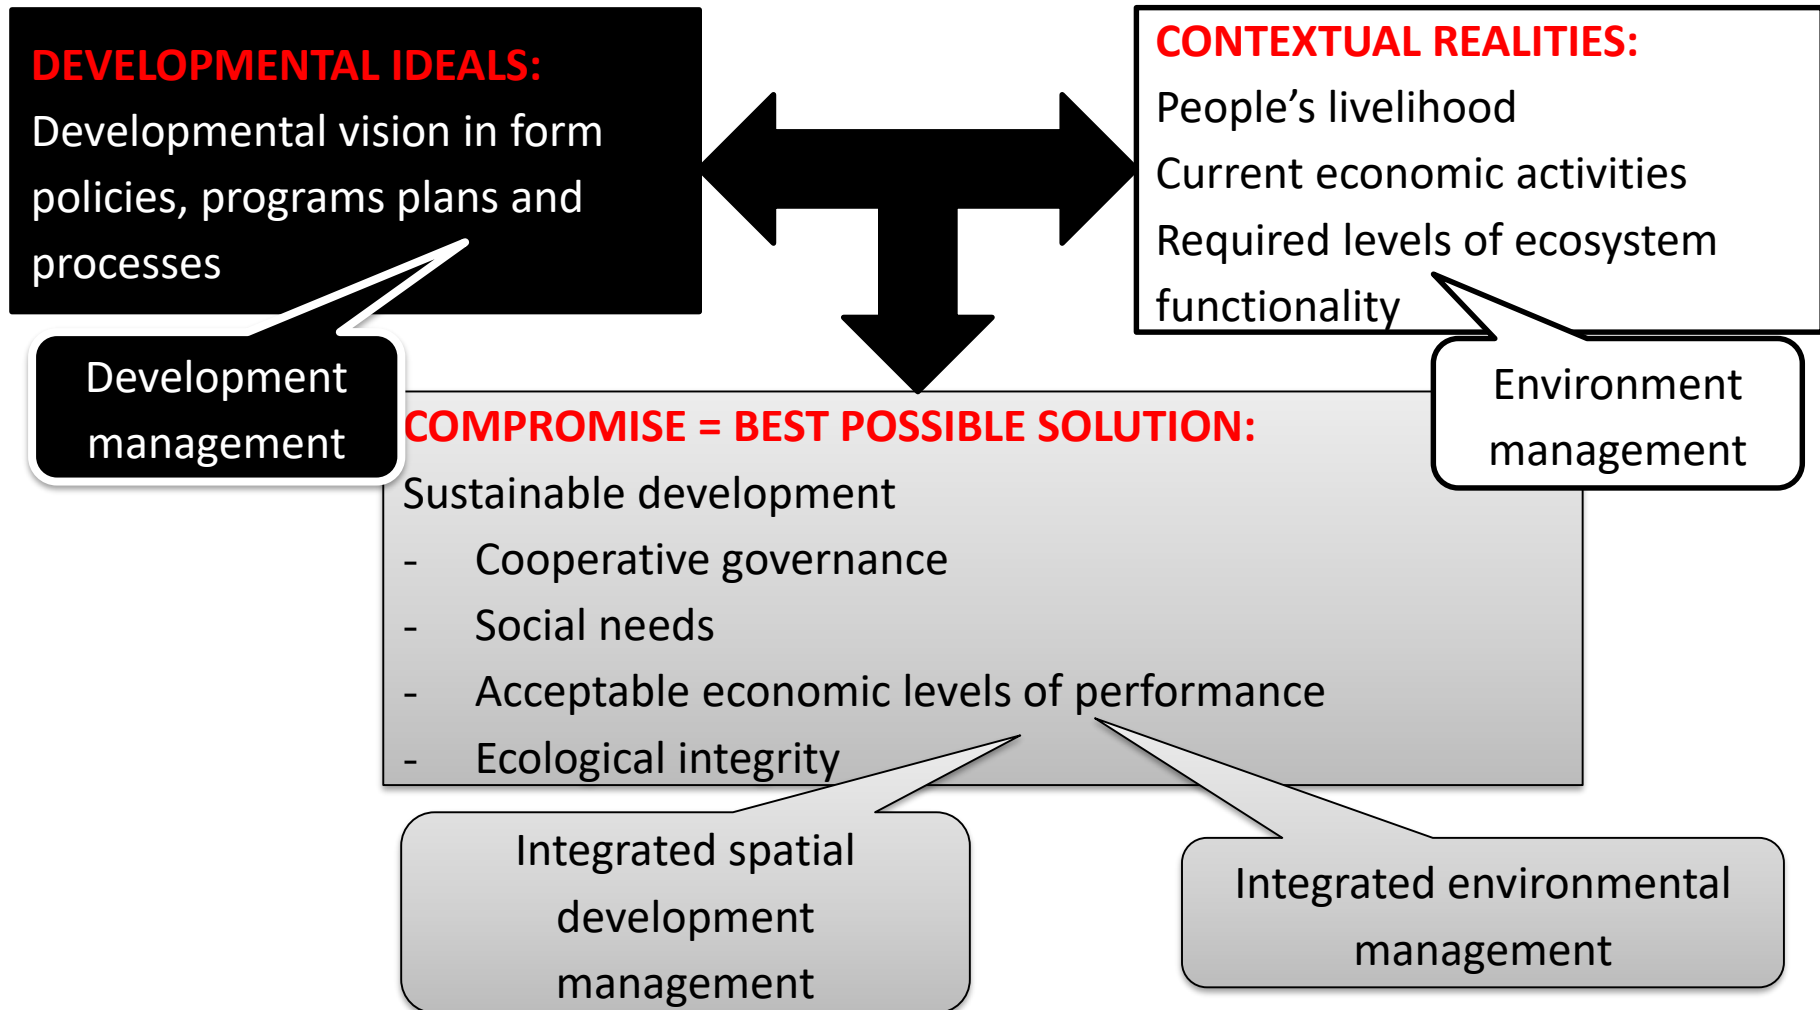 DEVELOPMENTAL IDEALS:
Developmental vision in form
policies, programs plans and
processes
Development
management
CONTEXTUAL REALITIES:
People’s livelihood
Current economic activities
Required levels of ecosystem
functionality
Environment
management
COMPROMISE = BEST POSSIBLE SOLUTION:
Sustainable development
- Cooperative governance
- Social needs
- Acceptable economic levels of performance
- Ecological integrity
Integrated spatial
development
management
Integrated environmental
management